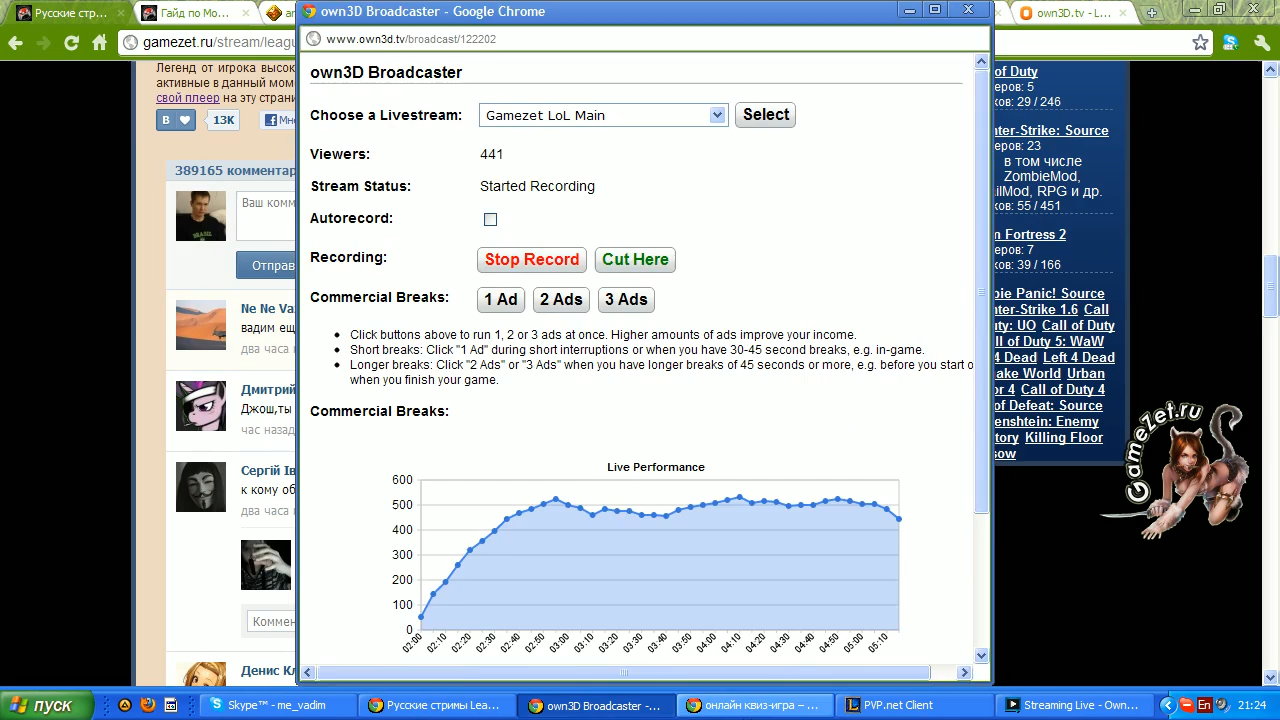 Русские стр
Гайд по Мо
own3D Broadcaster - Google Chrome
own3D.tv - L
gamezet.ru/stream/leagu
www.own3d.tv/broadcast/122202
Легенд от игрока высок
активные в данный мом
свой плеер на эту страни
В
13K
389165 комментар
Ваш комм
Отправ
Ne Ne Va
вадим ещ
два часа
Дмитрий
Джош,ты
час назад
Сергій Ів
к кому об
два часа
Коммен
Денис Кл
own3D Broadcaster
Choose a Livestream:
Gamezet LoL Main
Select
Viewers:
441
Stream Status:
Started Recording
Autorecord:
Recording:
Stop Record
Cut Here
Commercial Breaks:
1 Ad
2 Ads
3 Ads
Click buttons above to run 1, 2 or 3 ads at once. Higher amounts of ads improve your income.
Short breaks: Click "1 Ad" during short interruptions or when you have 30-45 second breaks, e.g. in-game.
Longer breaks: Click "2 Ads" or "3 Ads" when you have longer breaks of 45 seconds or more, e.g. before you start o
when you finish your game.
Commercial Breaks:
Live Performance
600
500
400
300
200
100
0
02:00
02:10
02:20
02:30
02:40
02:50
03:00
03:10
03:20
03:30
03:40
03:50
04:00
04:10
04:20
04:30
04:40
04:50
05:00
05:10
of Duty
еров: 5
ков: 29 / 246
nter-Strike: Source
еров: 23
в том числе
ZombieMod,
ilMod, RPG и др.
ков: 55 / 451
n Fortress 2
еров: 7
ков: 39 / 166
bie Panic! Source
nter-Strike 1.6 Call
uty: UO Call of Duty
ll of Duty 5: WaW
4 Dead Left 4 Dead
ake World Urban
or 4 Call of Duty 4
of Defeat: Source
enshtein: Enemy
tory Killing Floor
sow
GameZet.ru
пуск
Skype™ - me_vadim
Русские стримы Lea...
own3D Broadcaster -...
онлайн квиз-игра – ...
PVP.net Client
Streaming Live - Own...
En
21:24